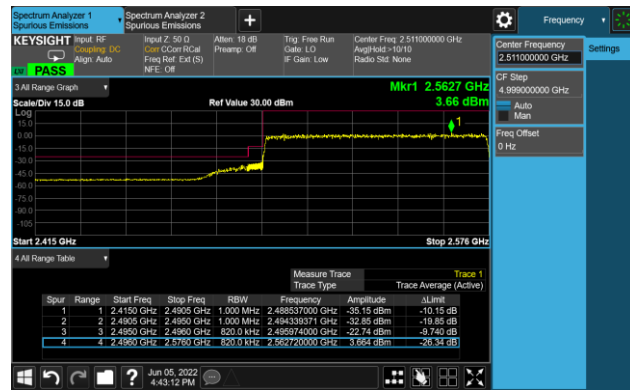 Spectrum Analyzer 1
Spurious Emissions
Spectrum Analyzer 2
Spurious Emissions
Frequency
KEYSIGHT
Input: RF
Coupling: DC
Align: Auto
Input Z: 50 Ω
Corr CCorr RCal
Freq Ref: Ext (S)
NFE: Off
Atten: 18 dB
Preamp: Off
Trig: Free Run
Gate: LO
IF Gain: Low
Center Freq: 2.511000000 GHz
Avg|Hold:>10/10
Radio Std: None
PASS
Center Frequency
2.511000000 GHz
Settings
CF Step
4.999000000 GHz
Auto
Man
Freq Offset
0 Hz
3 All Range Graph
Mkr1 2.5627 GHz
3.66 dBm
Scale/Div 15.0 dB
Ref Value 30.00 dBm
Log
15.0
0.00
-15.0
-30.0
-45.0
-60.0
-75.0
-90.0
-105
1
Start 2.415 GHz
Stop 2.576 GHz
4 All Range Table
Measure Trace Trace 1
Trace Type Trace Average (Active)
Spur Range Start Freq Stop Freq RBW Frequency Amplitude ΔLimit
1 1 2.4150 GHz 2.4905 GHz 1.000 MHz 2.488537000 GHz -35.15 dBm -10.15 dB
2 2 2.4905 GHz 2.4950 GHz 1.000 MHz 2.494339371 GHz -32.85 dBm -19.85 dB
3 3 2.4950 GHz 2.4960 GHz 820.0 kHz 2.495974000 GHz -22.74 dBm -9.740 dB
4 4 2.4960 GHz 2.5760 GHz 820.0 kHz 2.562720000 GHz 3.664 dBm -26.34 dB
Jun 05, 2022
4:43:12 PM